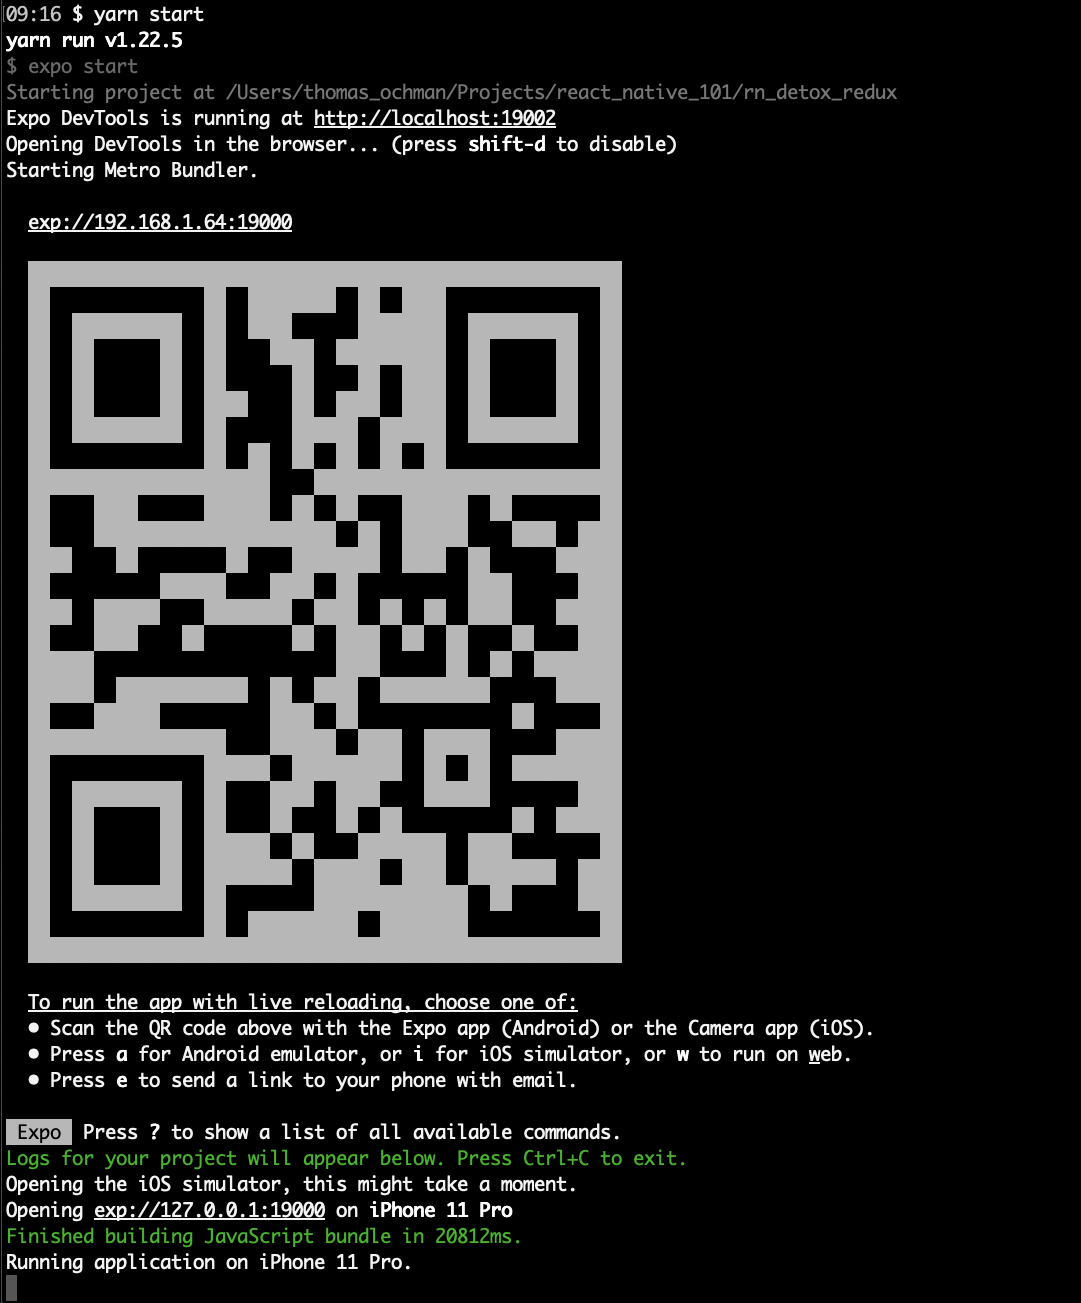 09:16 $ yarn start
yarn run v1.22.5
$ expo start
Starting project at /Users/thomas_ochman/Projects/react_native_101/rn_detox_redux
Expo DevTools is running at http://localhost:19002
Opening DevTools in the browser... (press shift-d to disable)
Starting Metro Bundler.
exp://192.168.1.64:19000
To run the app with live reloading, choose one of:
● Scan the QR code above with the Expo app (Android) or the Camera app (iOS).
● Press a for Android emulator, or i for iOS simulator, or w to run on web.
● Press e to send a link to your phone with email.
Expo Press ? to show a list of all available commands.
Logs for your project will appear below. Press Ctrl+C to exit.
Opening the iOS simulator, this might take a moment.
Opening exp://127.0.0.1:19000 on iPhone 11 Pro
Finished building JavaScript bundle in 20812ms.
Running application on iPhone 11 Pro.